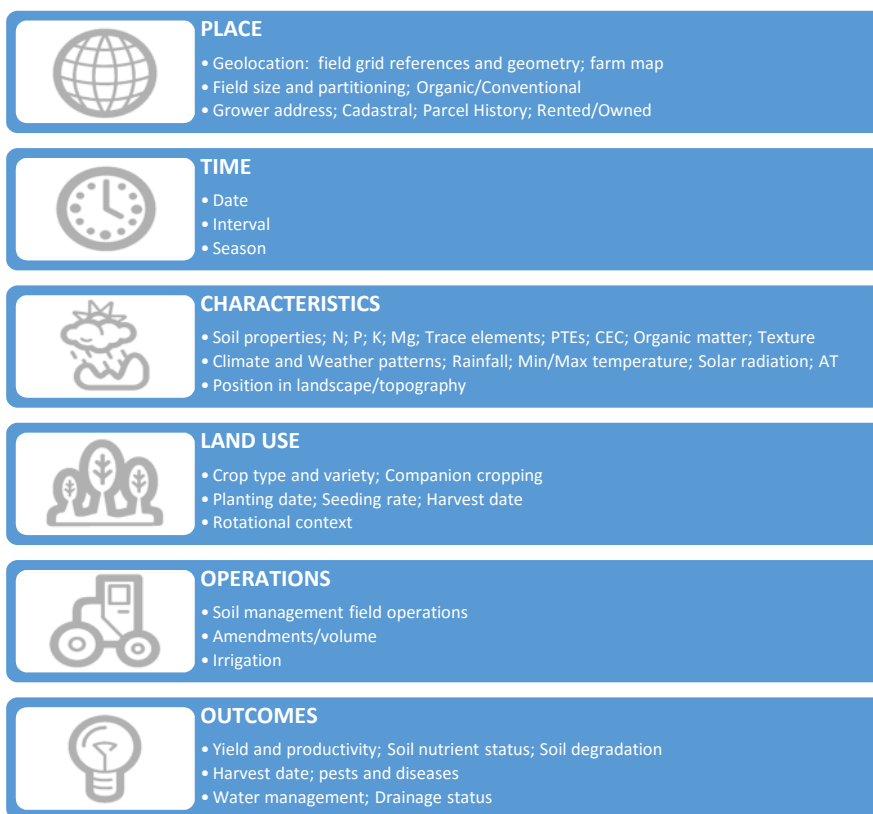 PLACE
• Geolocation: field grid references and geometry; farm map
• Field size and partitioning; Organic/Conventional
• Grower address; Cadastral; Parcel History; Rented/Owned
TIME
• Date
• Interval
• Season
CHARACTERISTICS
• Soil properties; N; P; K; Mg; Trace elements; PTEs; CEC; Organic matter; Texture
• Climate and Weather patterns; Rainfall; Min/Max temperature; Solar radiation; AT
• Position in landscape/topography
LAND USE
• Crop type and variety; Companion cropping
• Planting date; Seeding rate; Harvest date
• Rotational context
OPERATIONS
• Soil management field operations
• Amendments/volume
• Irrigation
OUTCOMES
• Yield and productivity; Soil nutrient status; Soil degradation
• Harvest date; pests and diseases
• Water management; Drainage status